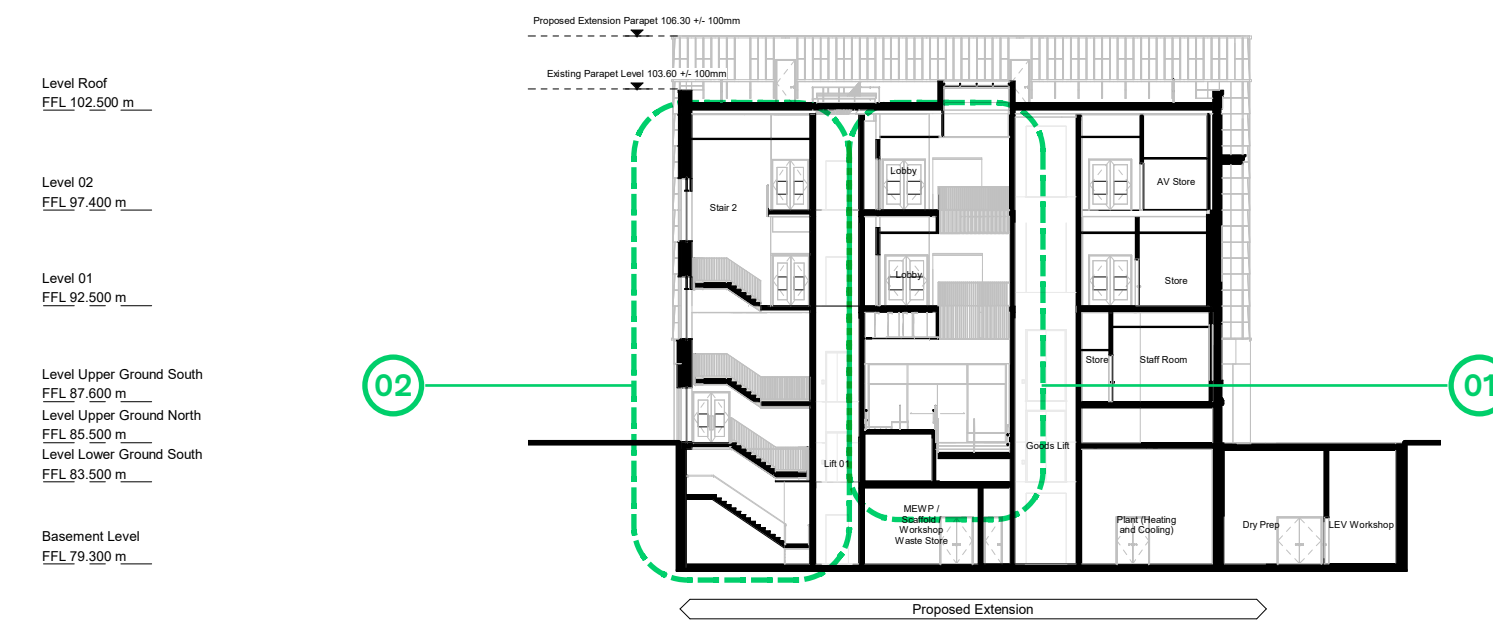 Proposed Extension Parapet 106.30 +/- 100mm
Existing Parapet Level 103.60 +/- 100mm
Level Roof
FFL 102.500 m
Level 02
FFL 97.400 m
Level 01
FFL 92.500 m
Level Upper Ground South
FFL 87.600 m
Level Upper Ground North
FFL 85.500 m
Level Lower Ground South
FFL 83.500 m
Basement Level
FFL 79.300 m
02
01
Stair 2
Lobby
AV Store
Lobby
Store
Store
Staff Room
Lift 01
Goods Lift
MEWP /
Scaffold /
Workshop
Waste Store
Plant (Heating
and Cooling)
Dry Prep
LEV Workshop
Proposed Extension